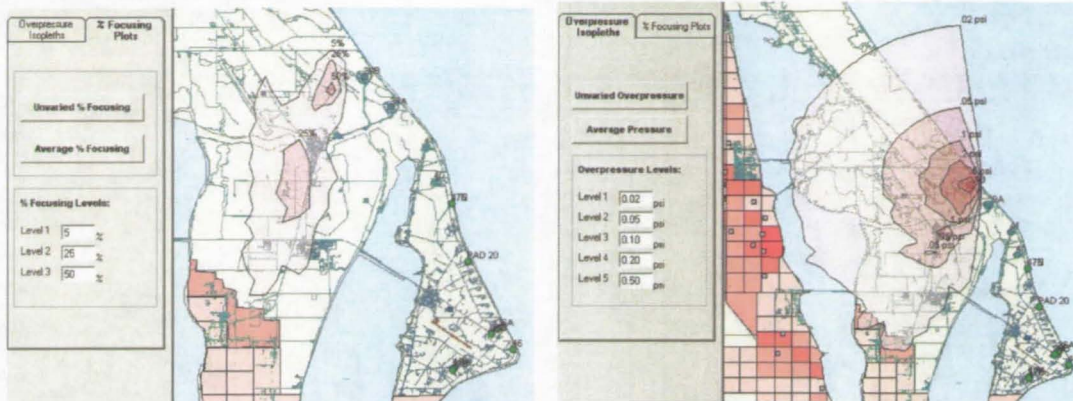 Overpressure
Isopleths
% Focusing
Plots
Unvaried % Focusing
Average % Focusing
% Focusing Levels:
Level 1 5 %
Level 2 25 %
Level 3 50 %
5%
25%
50%
25%
PAD 20
Overpressure
Isopleths
% Focusing Plots
Unvaried Overpressure
Average Pressure
Overpressure Levels:
Level 1 0.02 psi
Level 2 0.05 psi
Level 3 0.10 psi
Level 4 0.20 psi
Level 5 0.50 psi
.02 psi
.05 psi
.1 psi
PAD 20